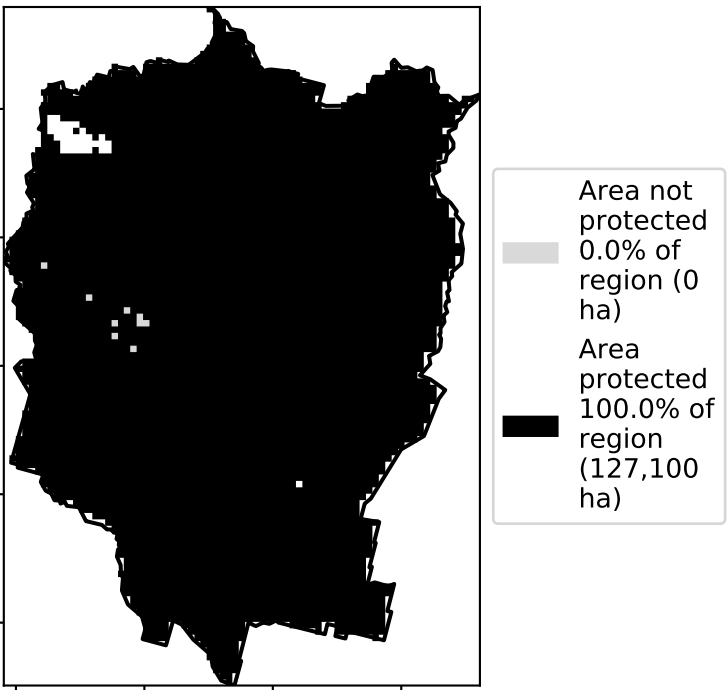 Area not
protected
0.0% of
region (0
ha)
Area
protected
100.0% of
region
(127,100
ha)